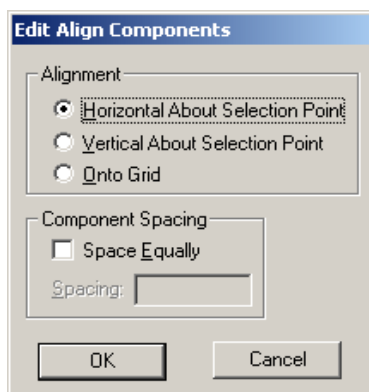 Edit Align Components
Alignment
Horizontal About Selection Point
Vertical About Selection Point
Onto Grid
Component Spacing
Space Equally
Spacing:
OK Cancel